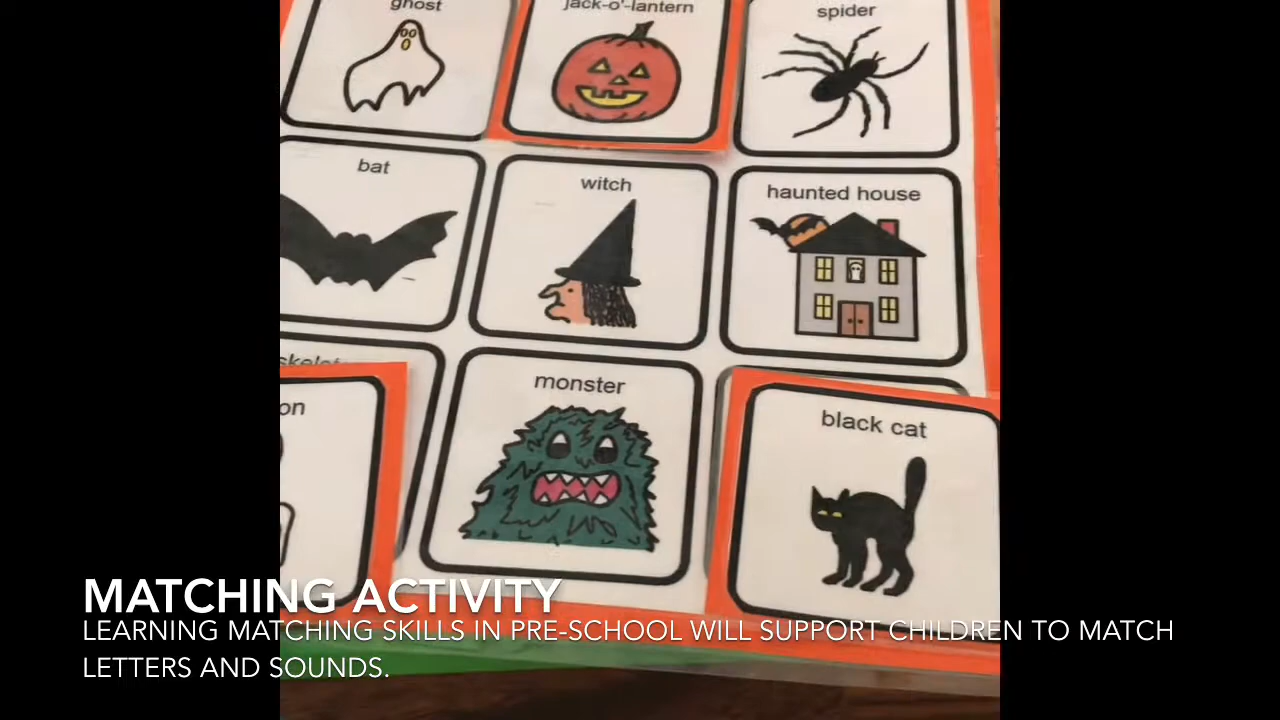 ghost
jack-o'-lantern
spider
bat
witch
haunted house
on
monster
black cat
MATCHING ACTIVITY
LEARNING MATCHING SKILLS IN PRE-SCHOOL WILL SUPPORT CHILDREN TO MATCH
LETTERS AND SOUNDS.